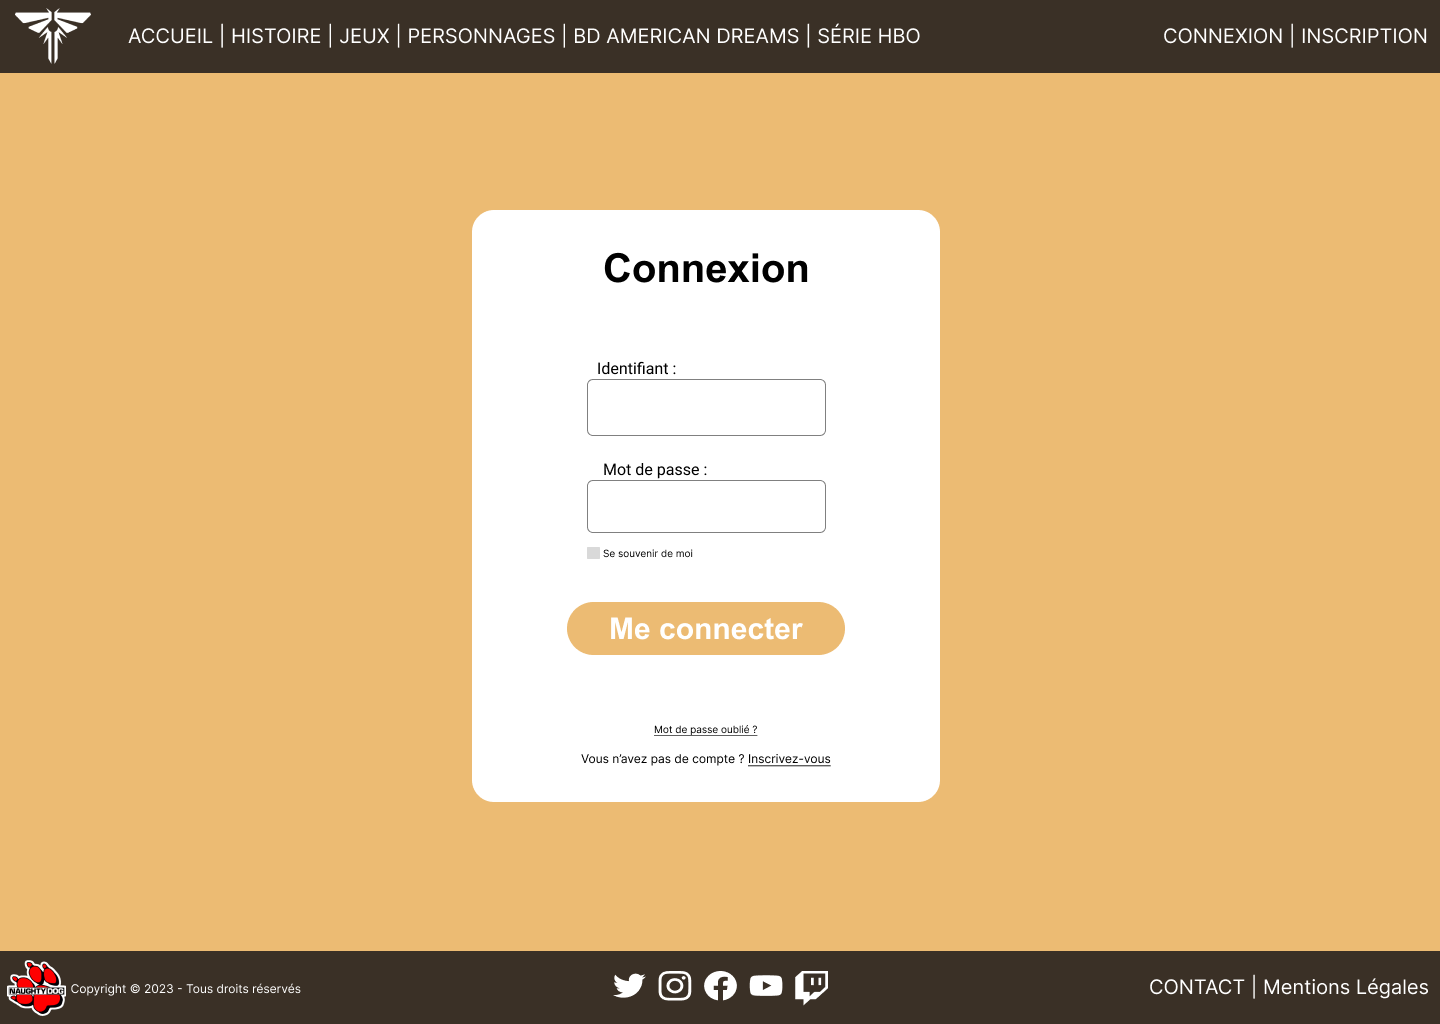 ACCUEIL | HISTOIRE | JEUX | PERSONNAGES | BD AMERICAN DREAMS | SÉRIE HBO
CONNEXION | INSCRIPTION
Connexion
Identifiant :
Mot de passe :
Se souvenir de moi
Me connecter
Mot de passe oublié ?
Vous n’avez pas de compte ? Inscrivez-vous
NAUGHTY DOG
Copyright © 2023 - Tous droits réservés
CONTACT | Mentions Légales